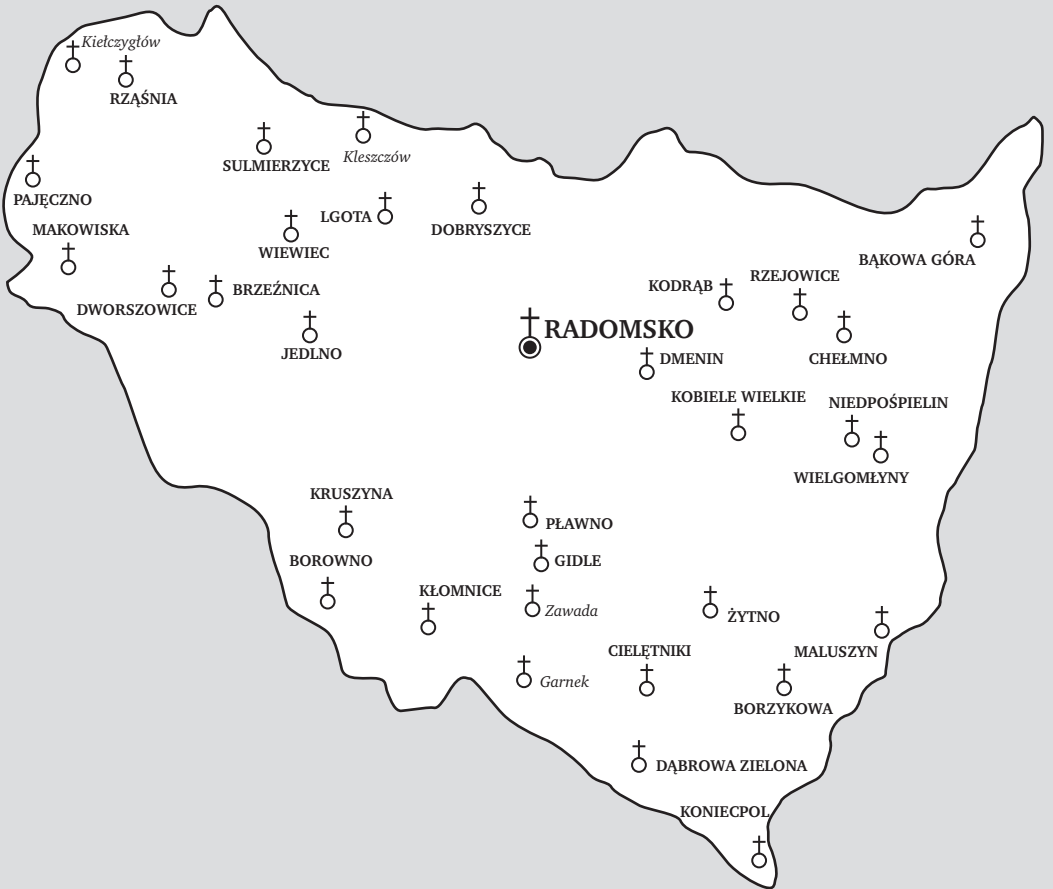 Kiełczygłów
RZĄŚNIA
SULMIERZYCE
Kleszczów
PAJĘCZNO
MAKOWISKA
LGOTA
DOBRYSZYCE
WIEWIEC
BĄKOWA GÓRA
DWORSZOWICE
BRZEŹNICA
KODRĄB
RZEJOWICE
JEDLNO
RADOMSKO
DMENIN
CHEŁMNO
KOBIELE WIELKIE
NIEDPOŚPIELIN
WIELGOMŁYNY
KRUSZYNA
PŁAWNO
BOROWNO
GIDLE
KŁOMNICE
Zawada
ŻYTNO
CIELĘTNIKI
MALUSZYN
Garnek
BORZYKOWA
DĄBROWA ZIELONA
KONIECPOL